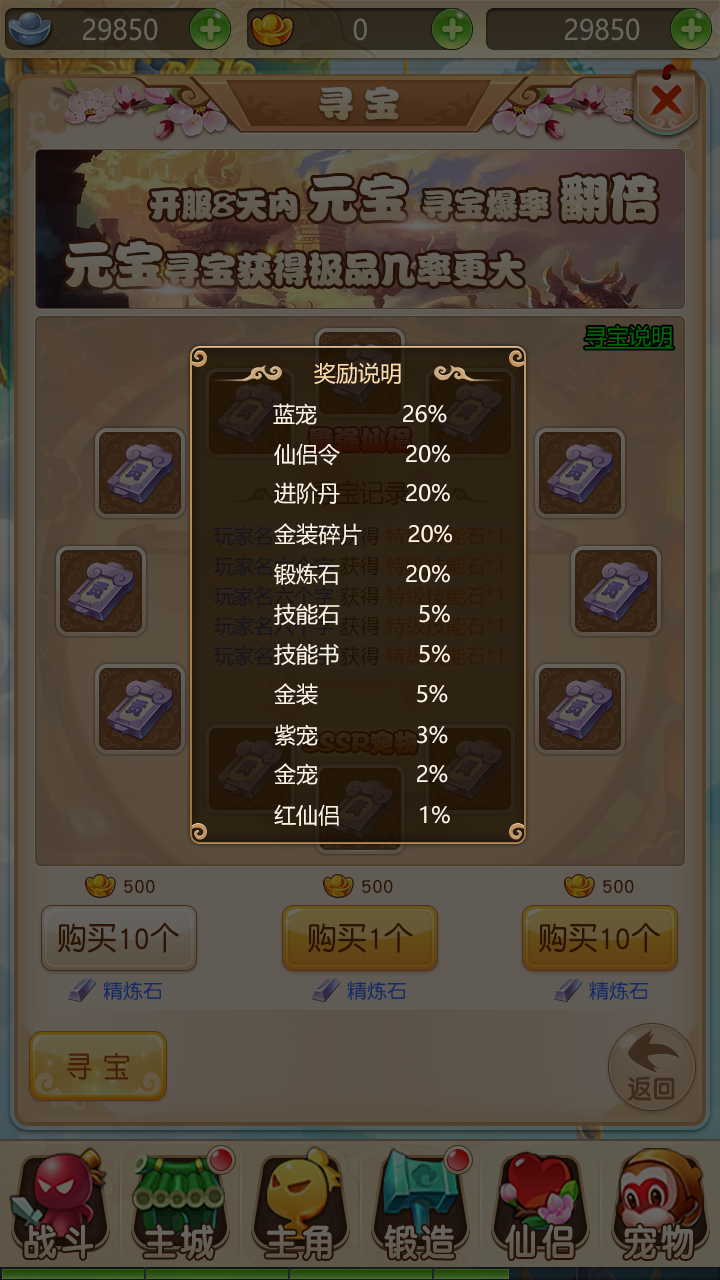 29850 0 29850
寻宝
开服8天内 元宝 寻宝爆率 翻倍
元宝寻宝获得极品几率更大
寻宝说明
奖励说明
蓝宠 26%
仙侣令 20%
进阶丹 20%
金装碎片 20%
锻炼石 20%
技能石 5%
技能书 5%
金装 5%
紫宠 3%
金宠 2%
红仙侣 1%
500 500 500
购买10个 购买1个 购买10个
精炼石 精炼石 精炼石
寻宝
返回
战斗 主城 主角 锻造 仙侣 宠物